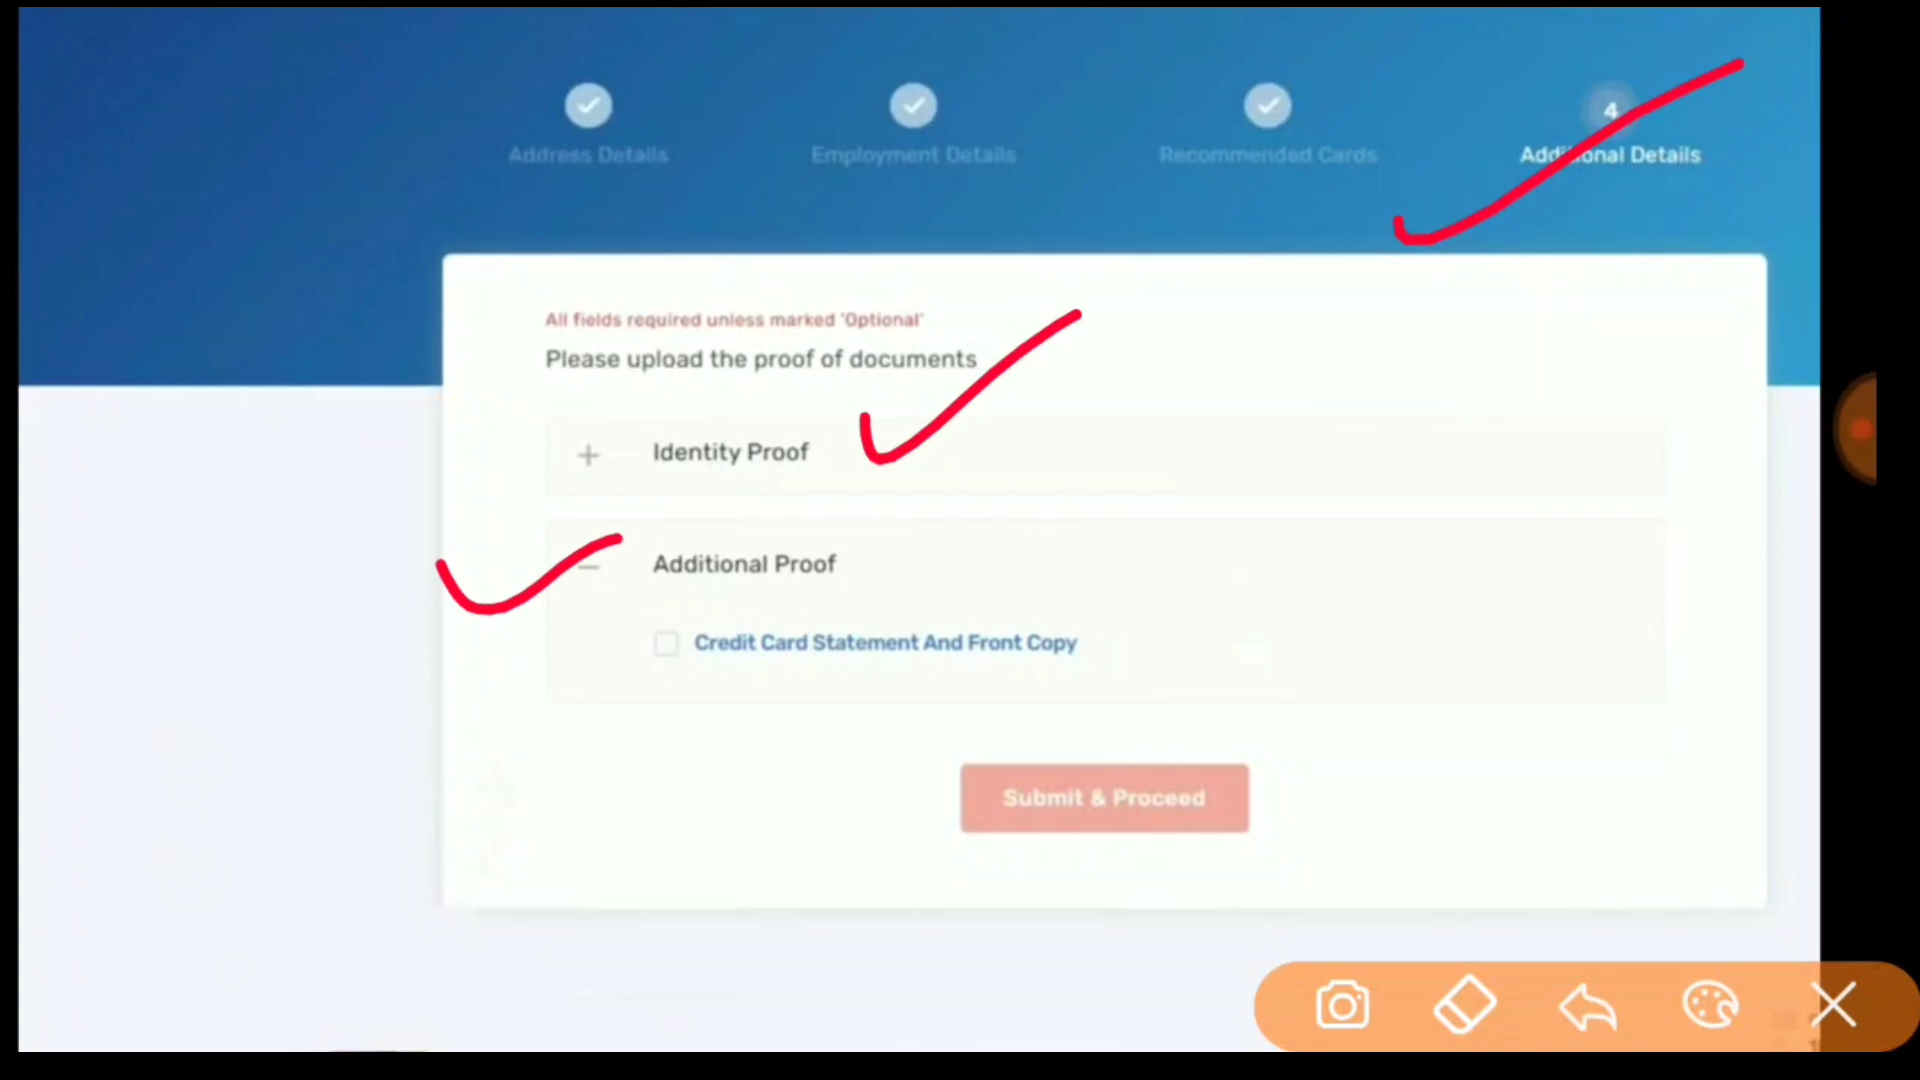 4
Address Details
Employment Details
Recommended Cards
Additional Details
All fields required unless marked 'Optional'
Please upload the proof of documents
Identity Proof
Additional Proof
Credit Card Statement And Front Copy
Submit & Proceed